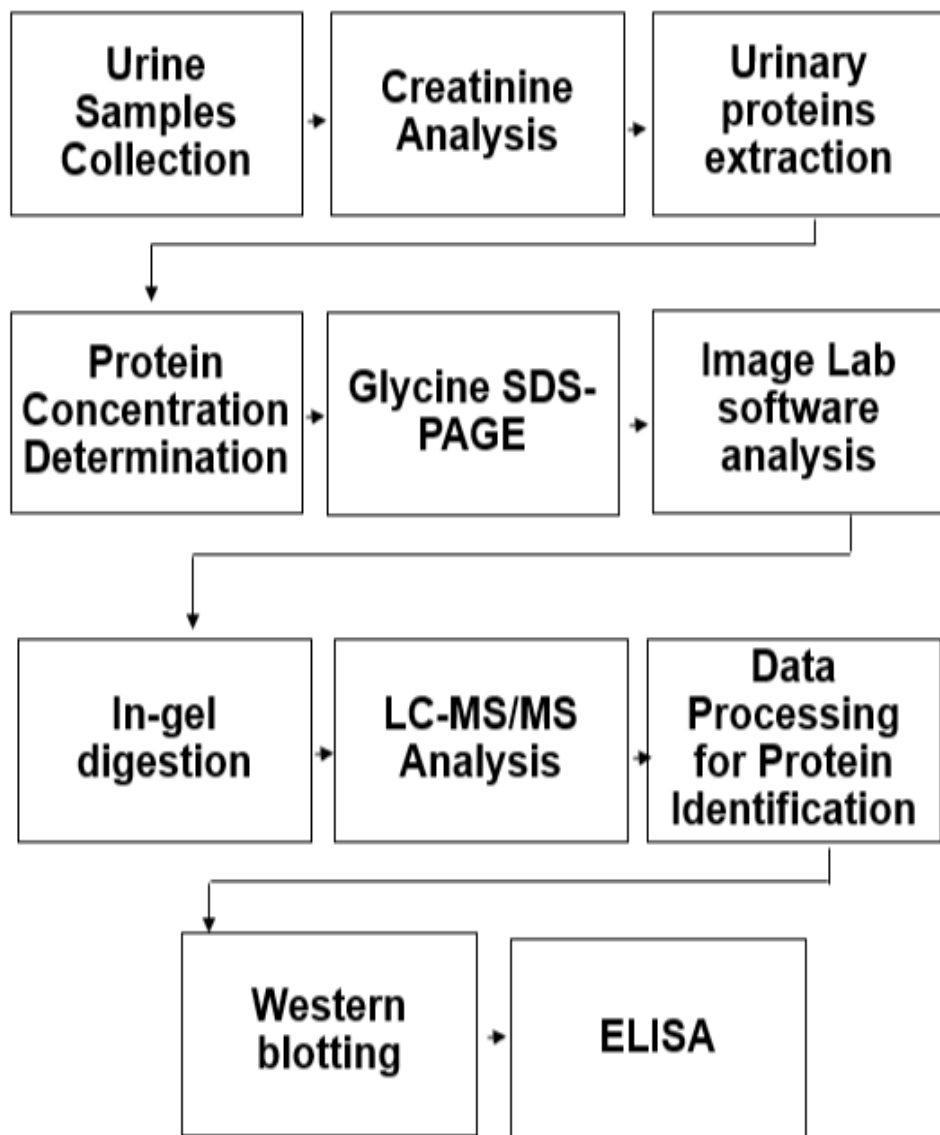 Urine
Samples
Collection
Creatinine
Analysis
Urinary
proteins
extraction
Protein
Concentration
Determination
Glycine SDS-
PAGE
Image Lab
software
analysis
In-gel
digestion
LC-MS/MS
Analysis
Data
Processing
for Protein
Identification
Western
blotting
ELISA